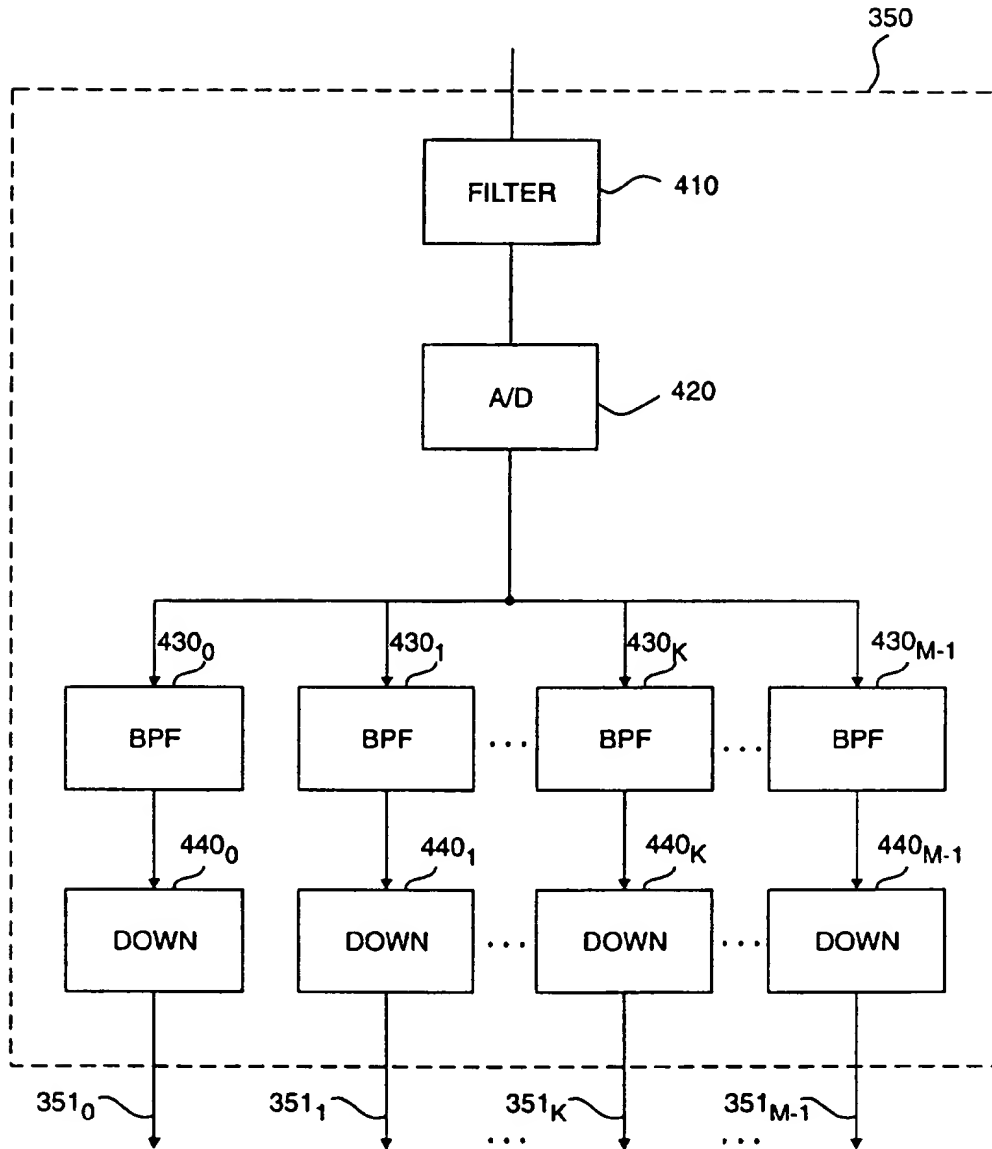 350
FILTER
410
A/D
420
430₀ 430₁ 430K 430M-1
BPF BPF ... BPF ... BPF
440₀ 440₁ 440K 440M-1
DOWN DOWN ... DOWN ... DOWN
351₀ 351₁ 351K 351M-1
... ...